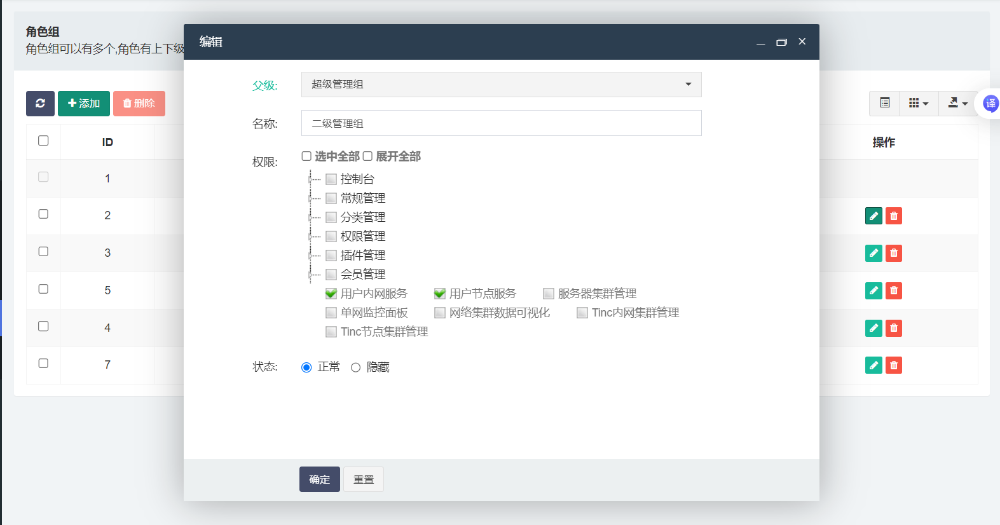 角色组
角色组可以有多个,角色有上下级
编辑
父级:
超级管理组
名称:
二级管理组
权限:
选中全部 展开全部
控制台
常规管理
分类管理
权限管理
插件管理
会员管理
用户内网服务 用户节点服务 服务器集群管理
单网监控面板 网络集群数据可视化 Tinc内网集群管理
Tinc节点集群管理
状态: 正常 隐藏
确定 重置
添加 删除
译
ID 操作
1
2
3
5
4
7